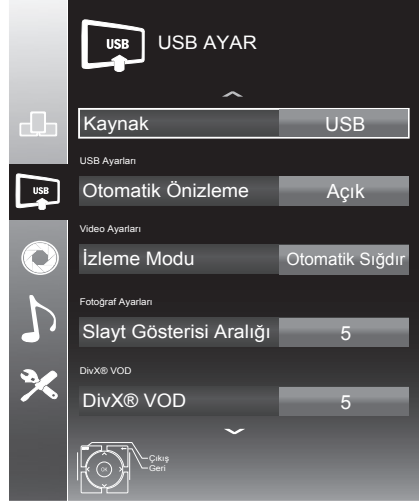 USB
USB AYAR
Kaynak
USB
USB Ayarları
USB
Otomatik Önizleme
Açık
Video Ayarları
İzleme Modu
Otomatik Sığdır
Fotoğraf Ayarları
Slayt Gösterisi Aralığı
5
DivX® VOD
DivX® VOD
5
OK
Çıkış
Geri